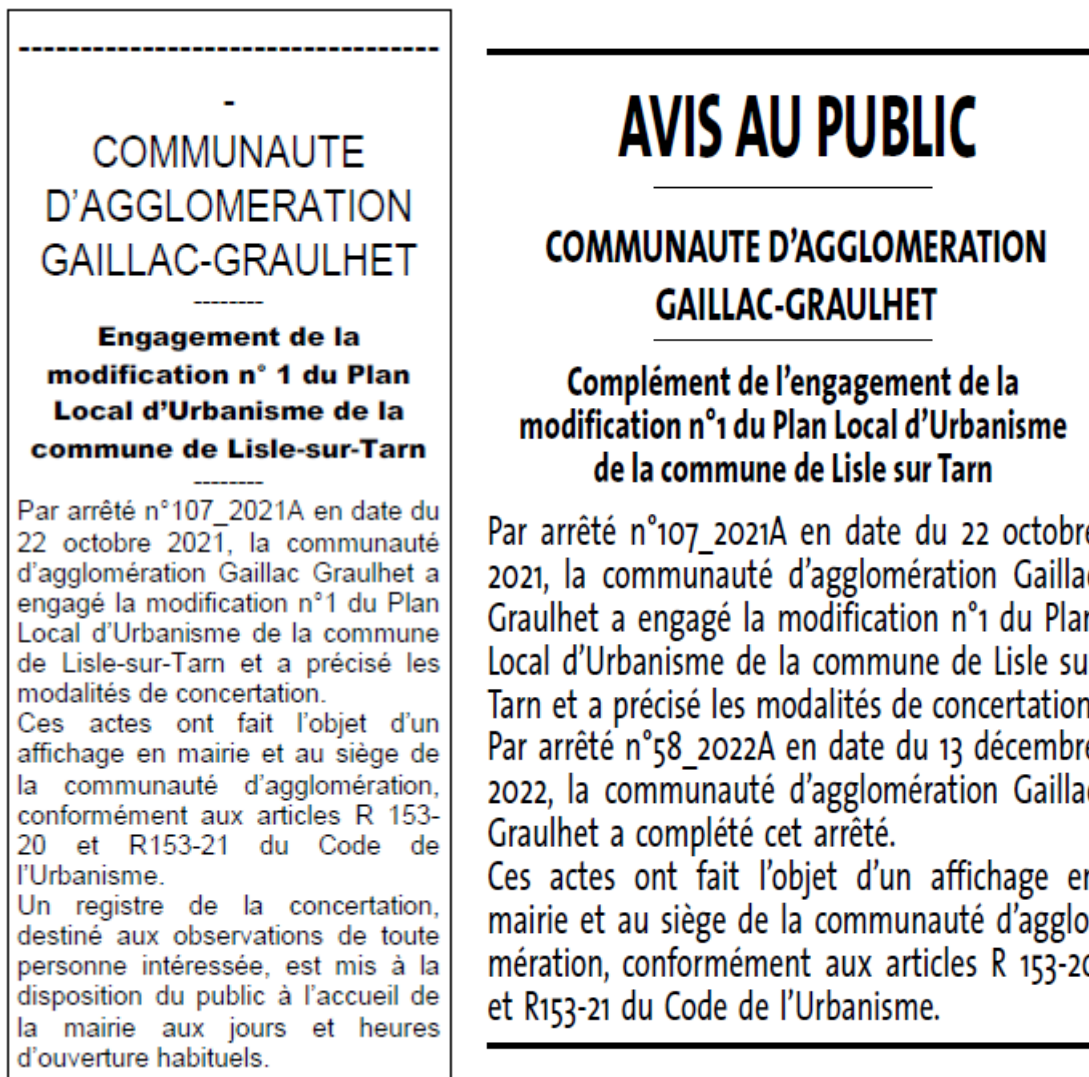 ---------------------------------
-
COMMUNAUTE
D’AGGLOMERATION
GAILLAC-GRAULHET
--------
Engagement de la
modification n° 1 du Plan
Local d’Urbanisme de la
commune de Lisle-sur-Tarn
--------
Par arrêté n°107_2021A en date du
22 octobre 2021, la communauté
d’agglomération Gaillac Graulhet a
engagé la modification n°1 du Plan
Local d’Urbanisme de la commune
de Lisle-sur-Tarn et a précisé les
modalités de concertation.
Ces actes ont fait l’objet d’un
affichage en mairie et au siège de
la communauté d’agglomération,
conformément aux articles R 153-
20 et R153-21 du Code de
l’Urbanisme.
Un registre de la concertation,
destiné aux observations de toute
personne intéressée, est mis à la
disposition du public à l’accueil de
la mairie aux jours et heures
d’ouverture habituels.
AVIS AU PUBLIC
COMMUNAUTE D’AGGLOMERATION
GAILLAC-GRAULHET
Complément de l’engagement de la
modification n°1 du Plan Local d’Urbanisme
de la commune de Lisle sur Tarn
Par arrêté n°107_2021A en date du 22 octobre
2021, la communauté d’agglomération Gaillac
Graulhet a engagé la modification n°1 du Plan
Local d’Urbanisme de la commune de Lisle su
Tarn et a précisé les modalités de concertation
Par arrêté n°58_2022A en date du 13 décembre
2022, la communauté d’agglomération Gaillac
Graulhet a complété cet arrêté.
Ces actes ont fait l’objet d’un affichage en
mairie et au siège de la communauté d’agglo-
mération, conformément aux articles R 153-20
et R153-21 du Code de l’Urbanisme.